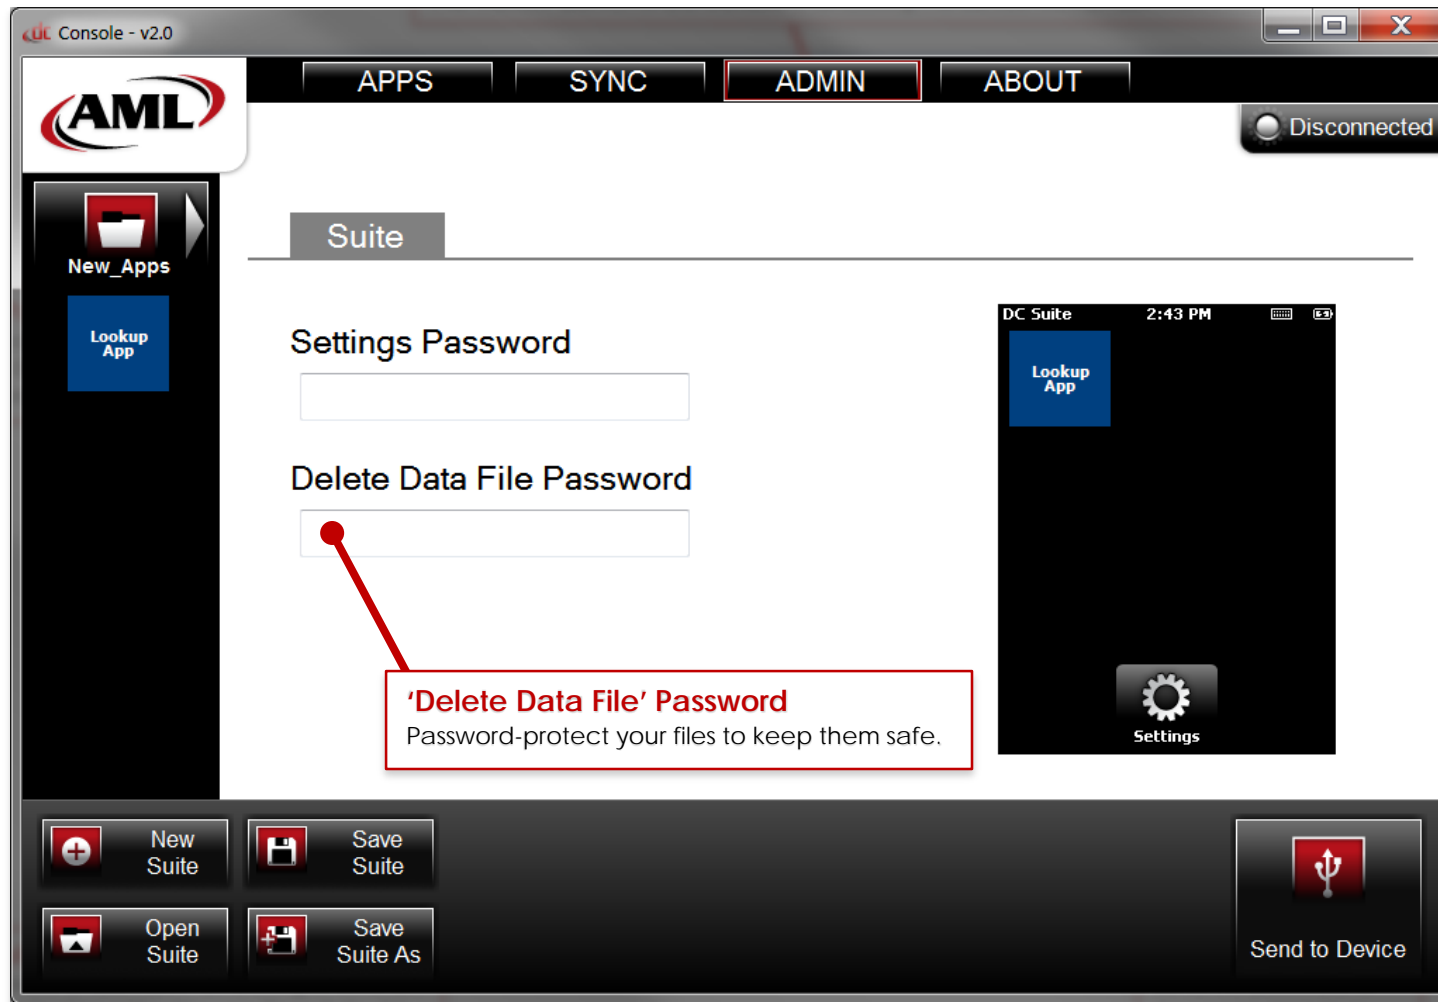 DC Console - v2.0
AML
APPS
SYNC
ADMIN
ABOUT
Disconnected
New_Apps
Lookup
App
Suite
Settings Password
Delete Data File Password
‘Delete Data File’ Password
Password-protect your files to keep them safe.
DC Suite 2:43 PM
Lookup
App
Settings
New
Suite
Save
Suite
Open
Suite
Save
Suite As
Send to Device